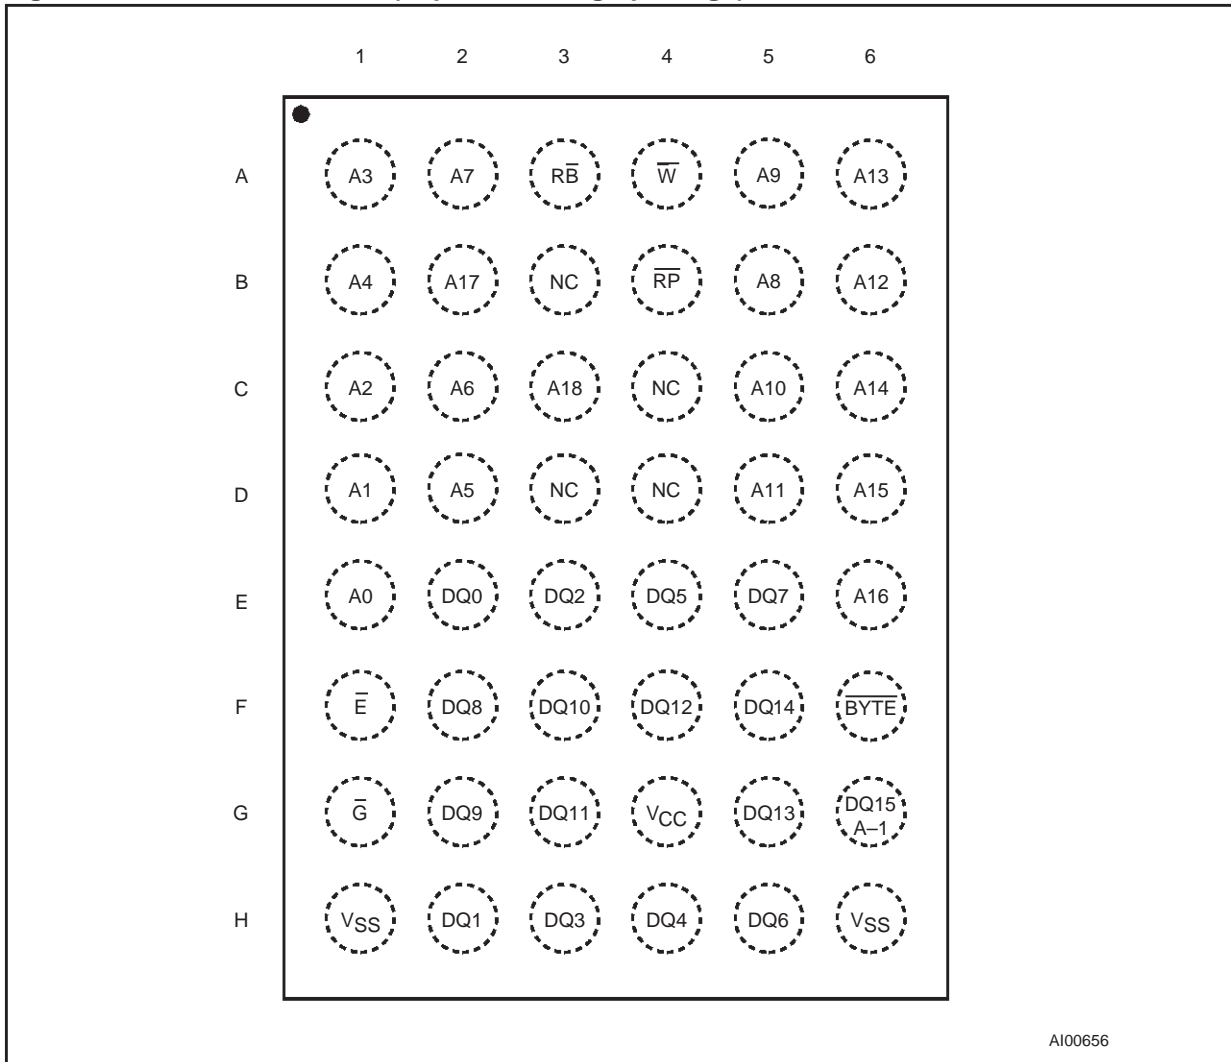 1 2 3 4 5 6
A A3 A7 RB̅ W̅ A9 A13
B A4 A17 NC R̅P̅ A8 A12
C A2 A6 A18 NC A10 A14
D A1 A5 NC NC A11 A15
E A0 DQ0 DQ2 DQ5 DQ7 A16
F E̅ DQ8 DQ10 DQ12 DQ14 B̅Y̅T̅E̅
G G̅ DQ9 DQ11 VCC DQ13 DQ15
A–1
H VSS DQ1 DQ3 DQ4 DQ6 VSS
AI00656